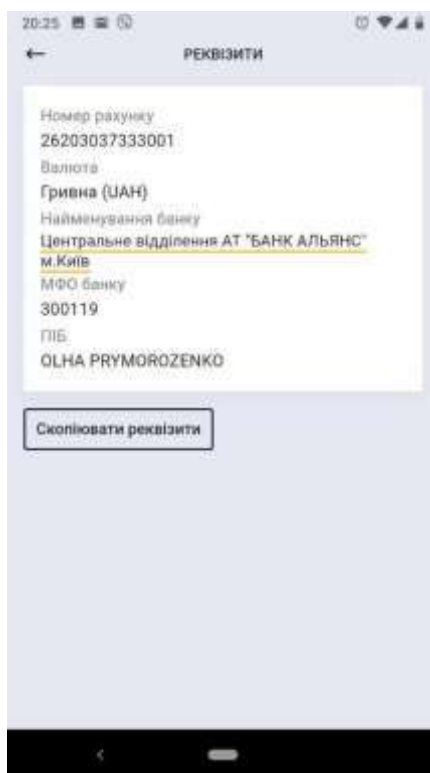 20:25
РЕКВІЗИТИ
Номер рахунку
26203037333001
Валюта
Гривна (UAH)
Найменування банку
Центральне відділення АТ "БАНК АЛЬЯНС"
м.Київ
МФО банку
300119
ПІБ
OLHA PRYMOROZENKO
Скопіювати реквізити